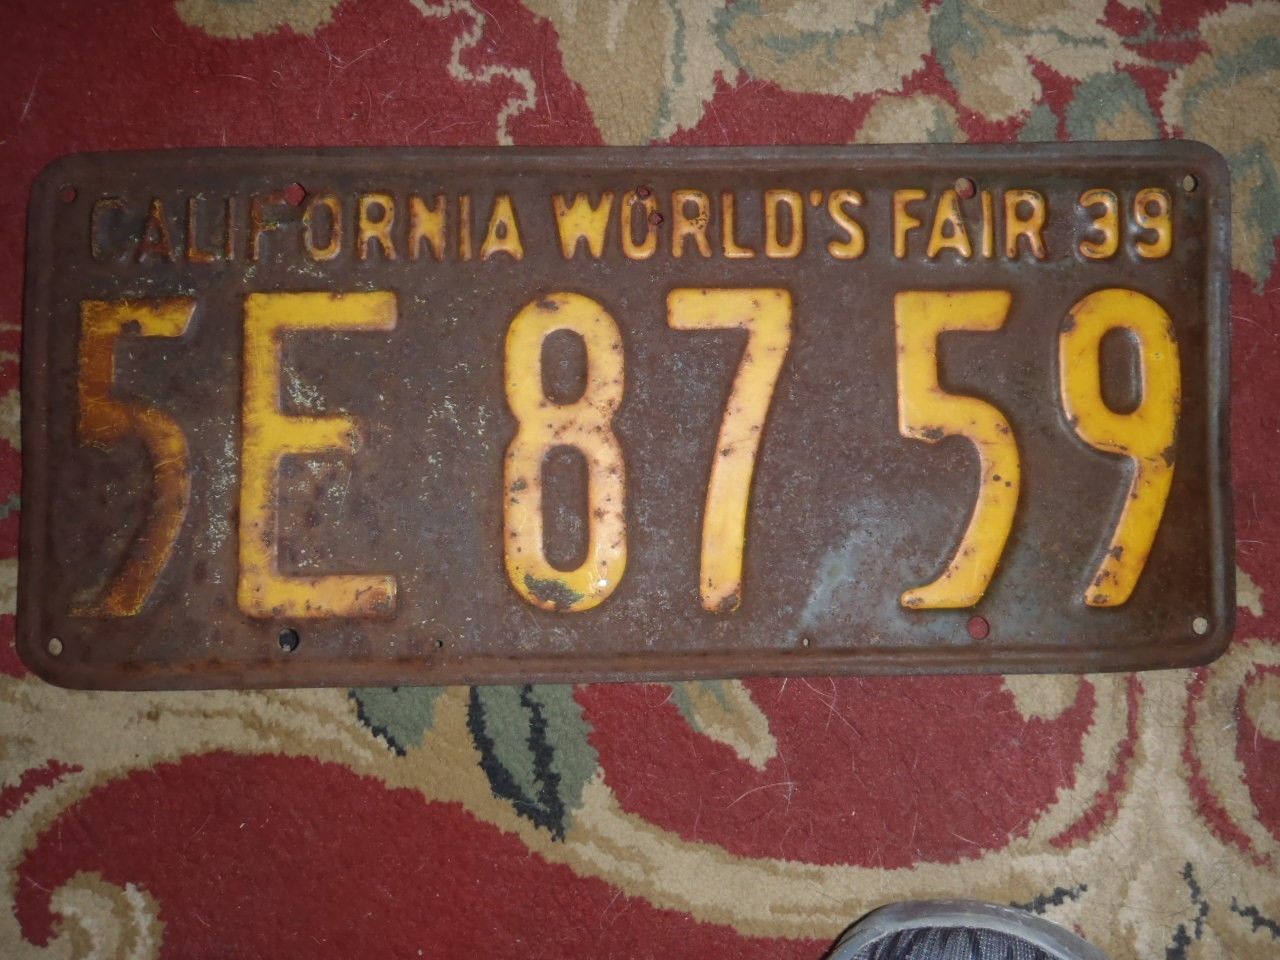 CALIFORNIA WORLD'S FAIR 39
5E 87 59